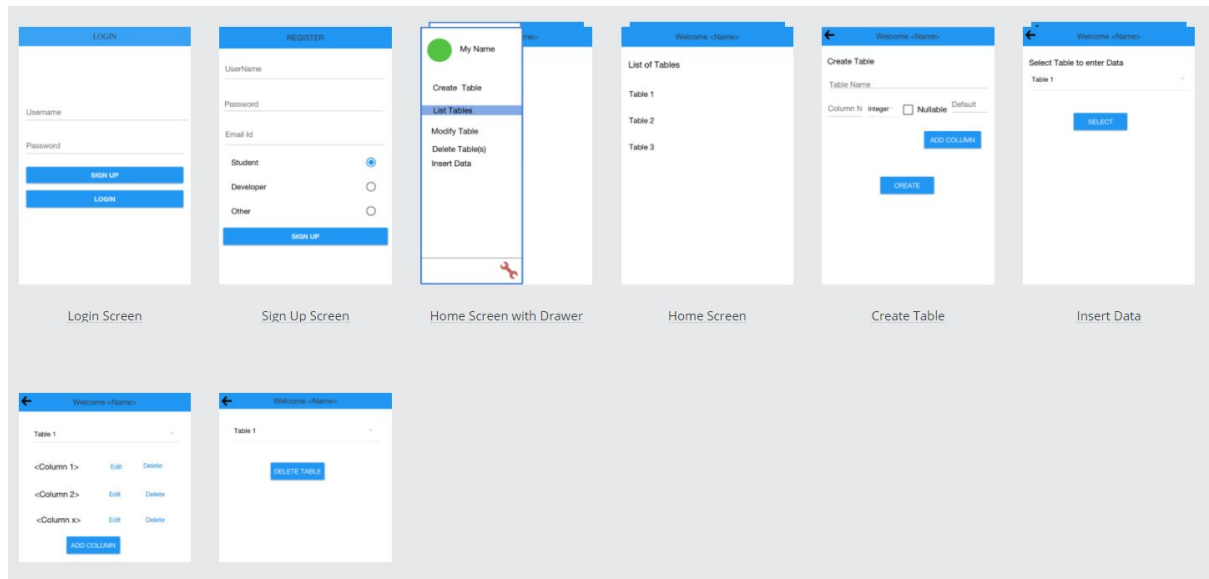 LOGIN
Username
Password
SIGN UP
LOGIN
Login Screen
REGISTER
UserName
Password
Email Id
Student
Developer
Other
SIGN UP
Sign Up Screen
me>
My Name
Create Table
List Tables
Modify Table
Delete Table(s)
Insert Data
Home Screen with Drawer
Welcome <Name>
List of Tables
Table 1
Table 2
Table 3
Home Screen
Welcome <Name>
Create Table
Table Name
Column N Integer Nullable Default
ADD COLUMN
CREATE
Create Table
Welcome <Name>
Select Table to enter Data
Table 1
SELECT
Insert Data
Welcome <Name>
Table 1
<Column 1> Edit Delete
<Column 2> Edit Delete
<Column x> Edit Delete
ADD COLUMN
Welcome <Name>
Table 1
DELETE TABLE